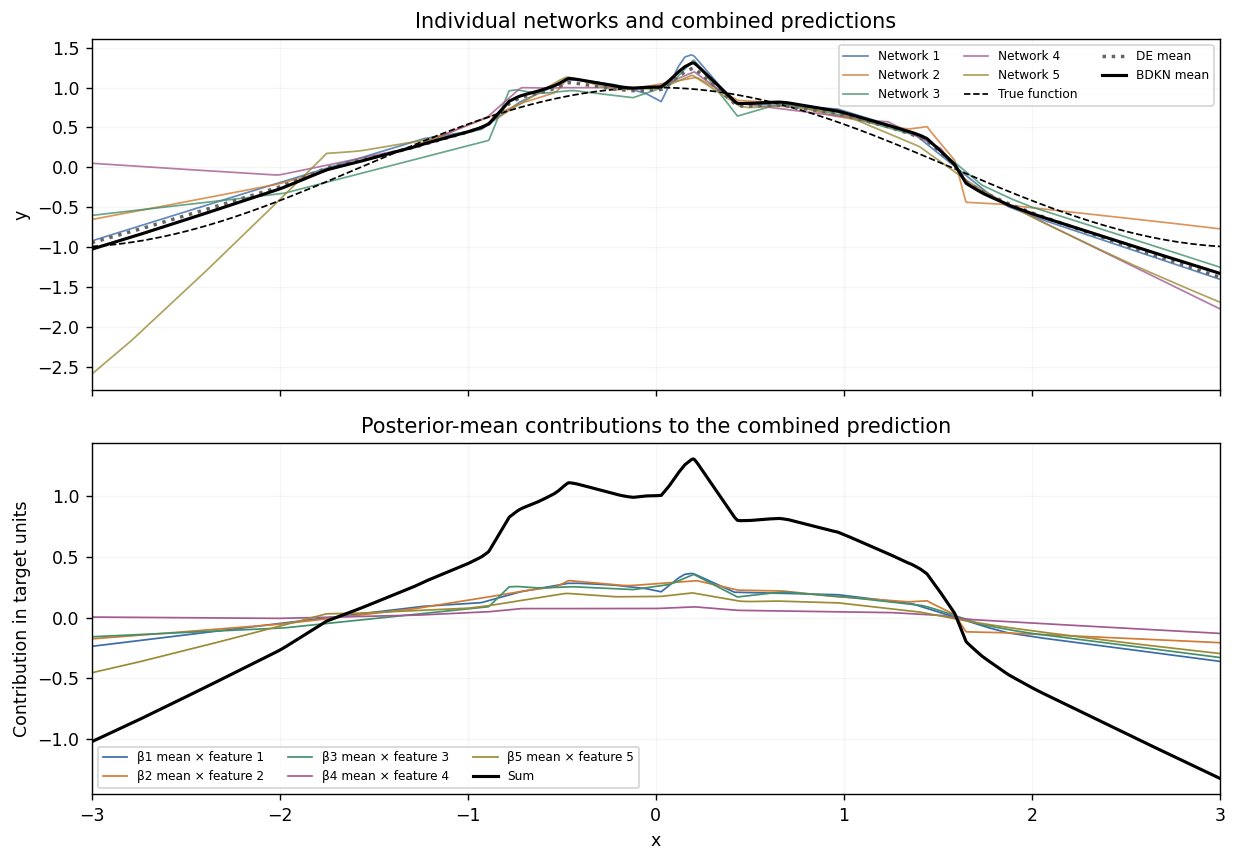 Individual networks and combined predictions
1.5
1.0
0.5
0.0
−0.5
−1.0
−1.5
−2.0
−2.5
y
Network 1
Network 2
Network 3
Network 4
Network 5
True function
DE mean
BDKN mean
Posterior-mean contributions to the combined prediction
1.0
0.5
0.0
−0.5
−1.0
Contribution in target units
β1 mean × feature 1
β2 mean × feature 2
β3 mean × feature 3
β4 mean × feature 4
β5 mean × feature 5
Sum
−3
−2
−1
0
1
2
3
x